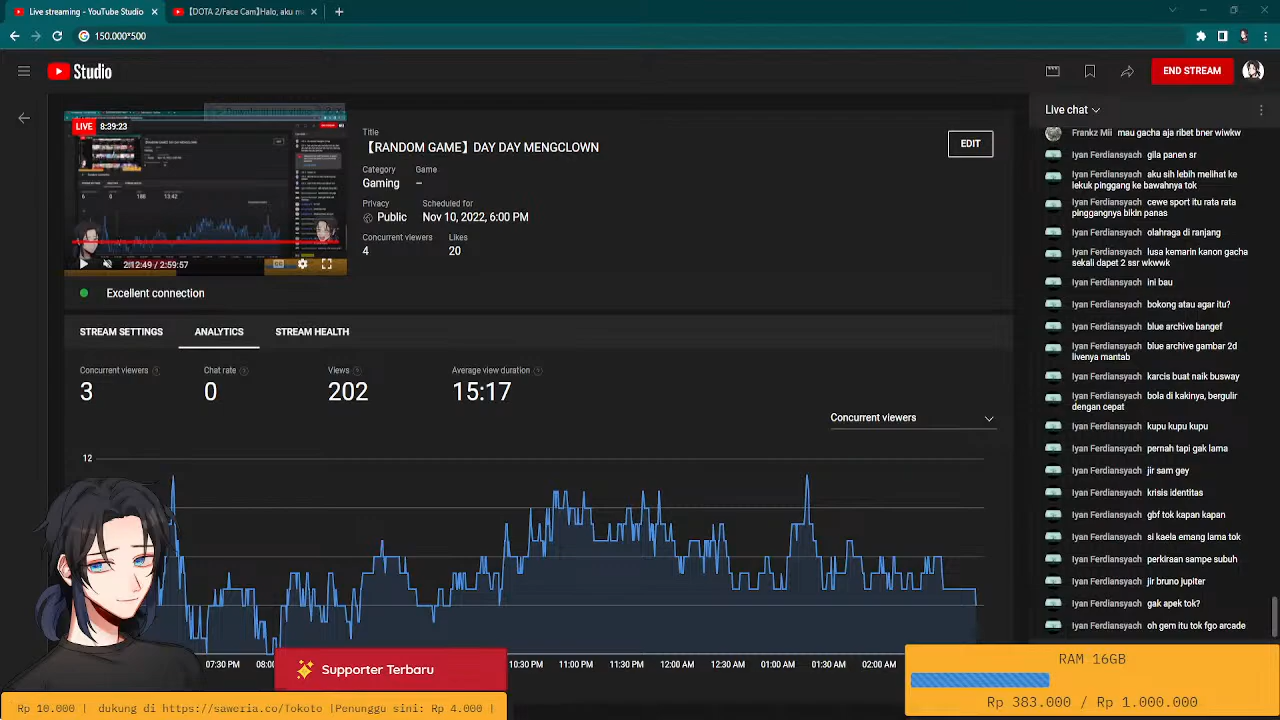 Live streaming - YouTube Studio
【DOTA 2/Face Cam】Halo, aku m
150.000*500
Studio
END STREAM
LIVE 8:39:23
2:12:49 / 2:59:57
Title
【RANDOM GAME】 DAY DAY MENGCLOWN
EDIT
Category Game
Gaming –
Privacy Scheduled for
Public Nov 10, 2022, 6:00 PM
Concurrent viewers Likes
4 20
Excellent connection
STREAM SETTINGS ANALYTICS STREAM HEALTH
Concurrent viewers Chat rate Views Average view duration
3 0 202 15:17
Concurrent viewers
12
07:30 PM 08:0 10:30 PM 11:00 PM 11:30 PM 12:00 AM 12:30 AM 01:00 AM 01:30 AM 02:00 AM
Live chat
Frankz Mii mau gacha aja ribet bner wiwkw
Iyan Ferdiansyach gila poster is
Iyan Ferdiansyach aku sih lebih melihat ke
lekuk pinggang ke bawahnya tok
Iyan Ferdiansyach cewe sport tu rata rata
pinggongnya bikin panas
Iyan Ferdiansyach olahraga di ranjang
Iyan Ferdiansyach lusa kemarin kanon gacha
sekali dapet 2 ssr wkwwk
Iyan Ferdiansyach ini bau
Iyan Ferdiansyach bokong atau agar itu?
Iyan Ferdiansyach blue archive bangef
Iyan Ferdiansyach blue archive gambar 2d
livenya mantab
Iyan Ferdiansyach karcis buat naik busway
Iyan Ferdiansyach bola di kakinya, bergulir
dengan cepat
Iyan Ferdiansyach kupu kupu kupu
Iyan Ferdiansyach pernah tapi gak lama
Iyan Ferdiansyach jir sam gey
Iyan Ferdiansyach krisis identitas
Iyan Ferdiansyach gbf tok kapan kapan
Iyan Ferdiansyach si kaela emang lama tok
Iyan Ferdiansyach perkiraan sampe subuh
Iyan Ferdiansyach jir bruno jupiter
Iyan Ferdiansyach gak apek tok?
Iyan Ferdiansyach oh gem itu tok fgo arcade
Supporter Terbaru
Rp 10.000 | dukung di https://saweria.co/Tokoto |Penunggu sini: Rp 4.000 |
RAM 16GB
Rp 383.000 / Rp 1.000.000